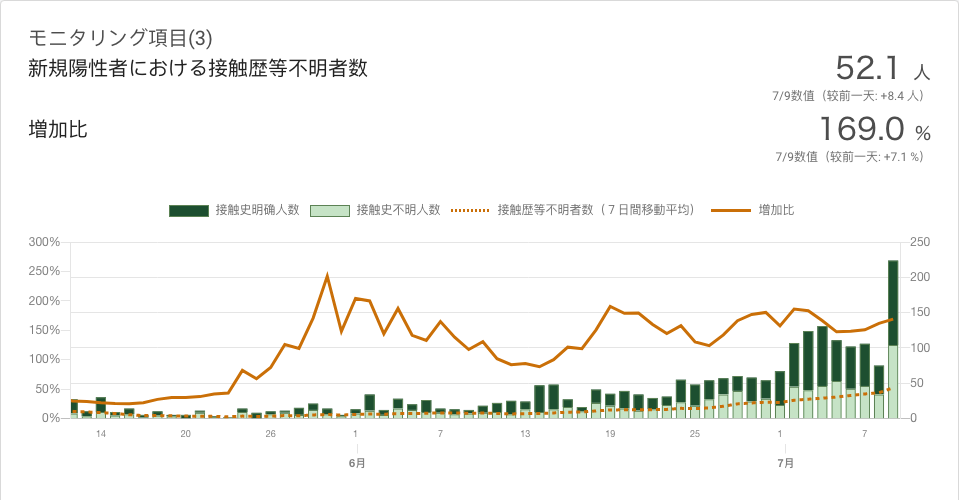 モニタリング項目(3)
新規陽性者における接触歴等不明者数
52.1 人
7/9数值（较前一天: +8.4 人）
増加比
169.0 %
7/9数值（较前一天: +7.1 %）
接触史明确人数 接触史不明人数 接触歴等不明者数（７日間移動平均） 増加比
300% 250
250% 200
200% 150
150% 100
100% 50
50% 0
0%
14 20 26 1 7 13 19 25 1 7
6月 7月